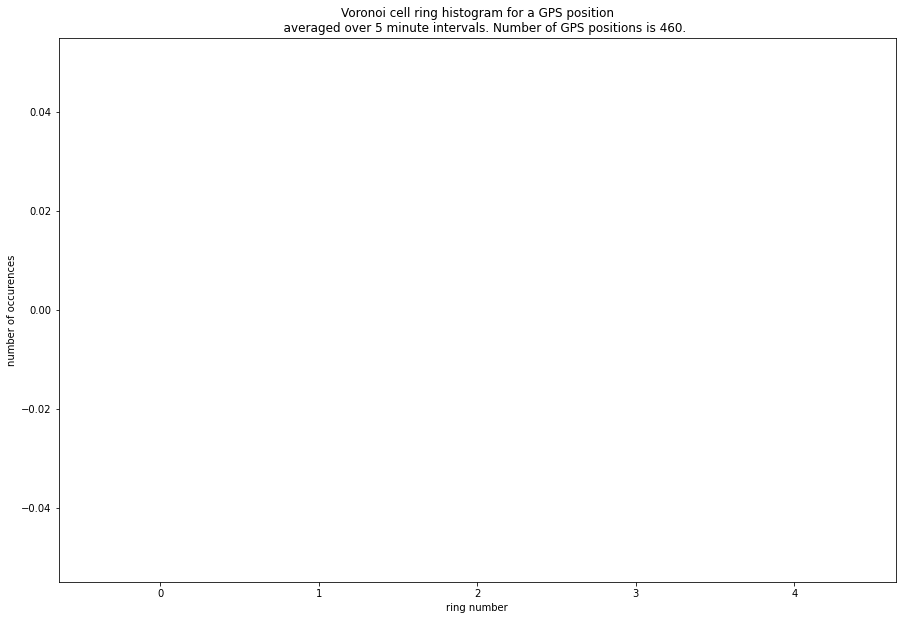 Voronoi cell ring histogram for a GPS position
averaged over 5 minute intervals. Number of GPS positions is 460.
0.04
0.02
0.00
−0.02
−0.04
number of occurences
0 1 2 3 4
ring number